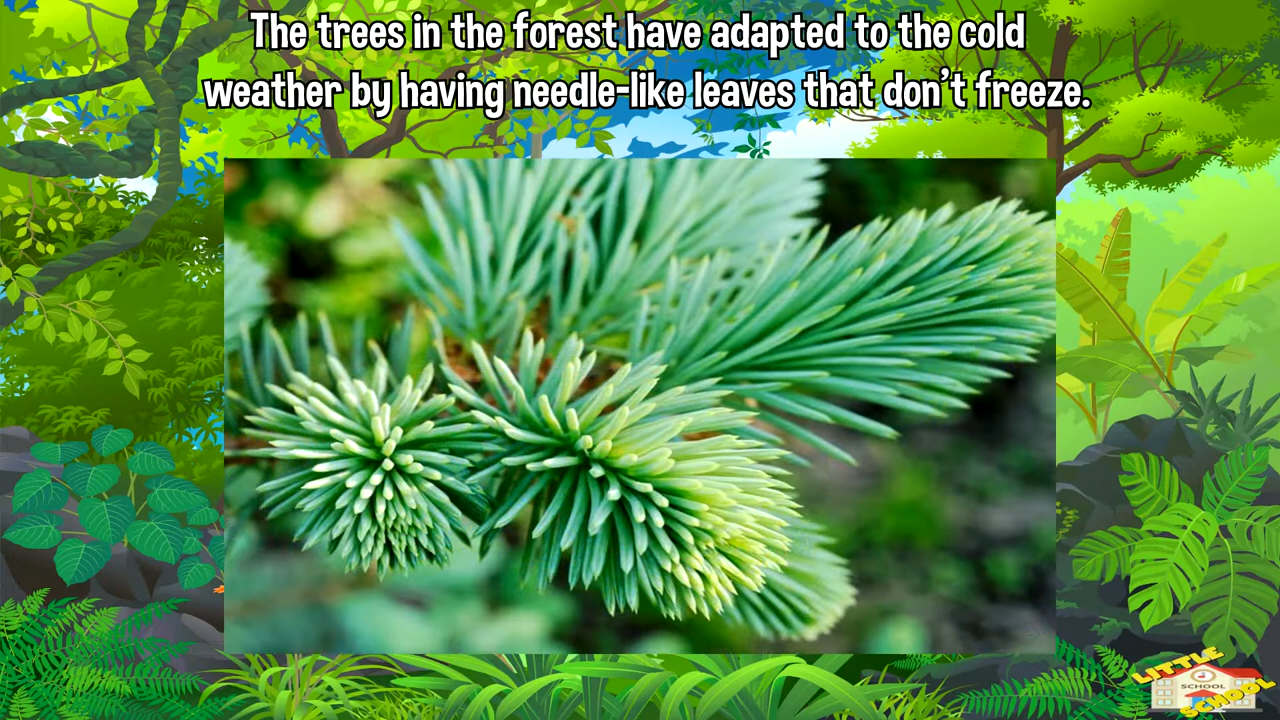 The trees in the forest have adapted to the cold
weather by having needle-like leaves that don't freeze.
LITTLE
SCHOOL
SCHOOL